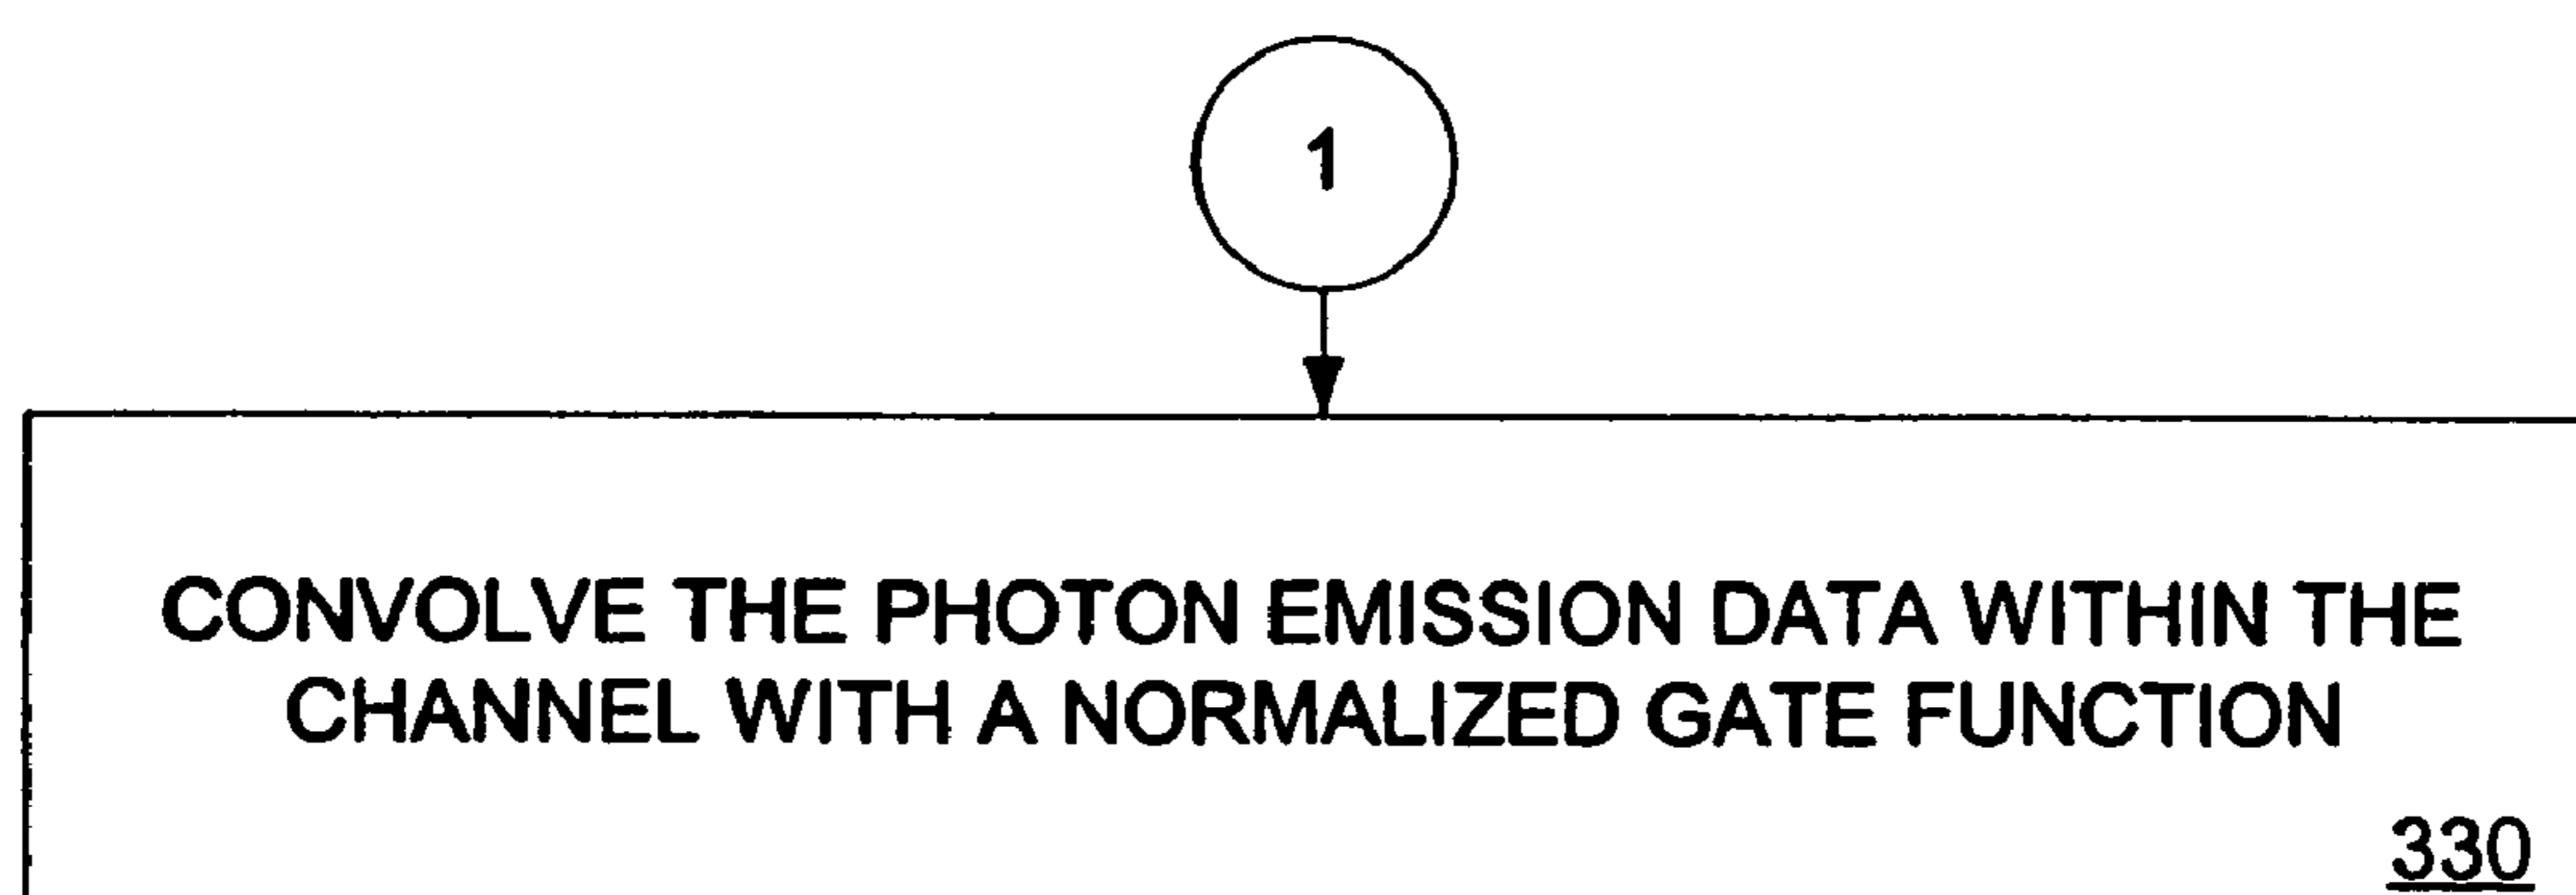 1
CONVOLVE THE PHOTON EMISSION DATA WITHIN THE
CHANNEL WITH A NORMALIZED GATE FUNCTION
330